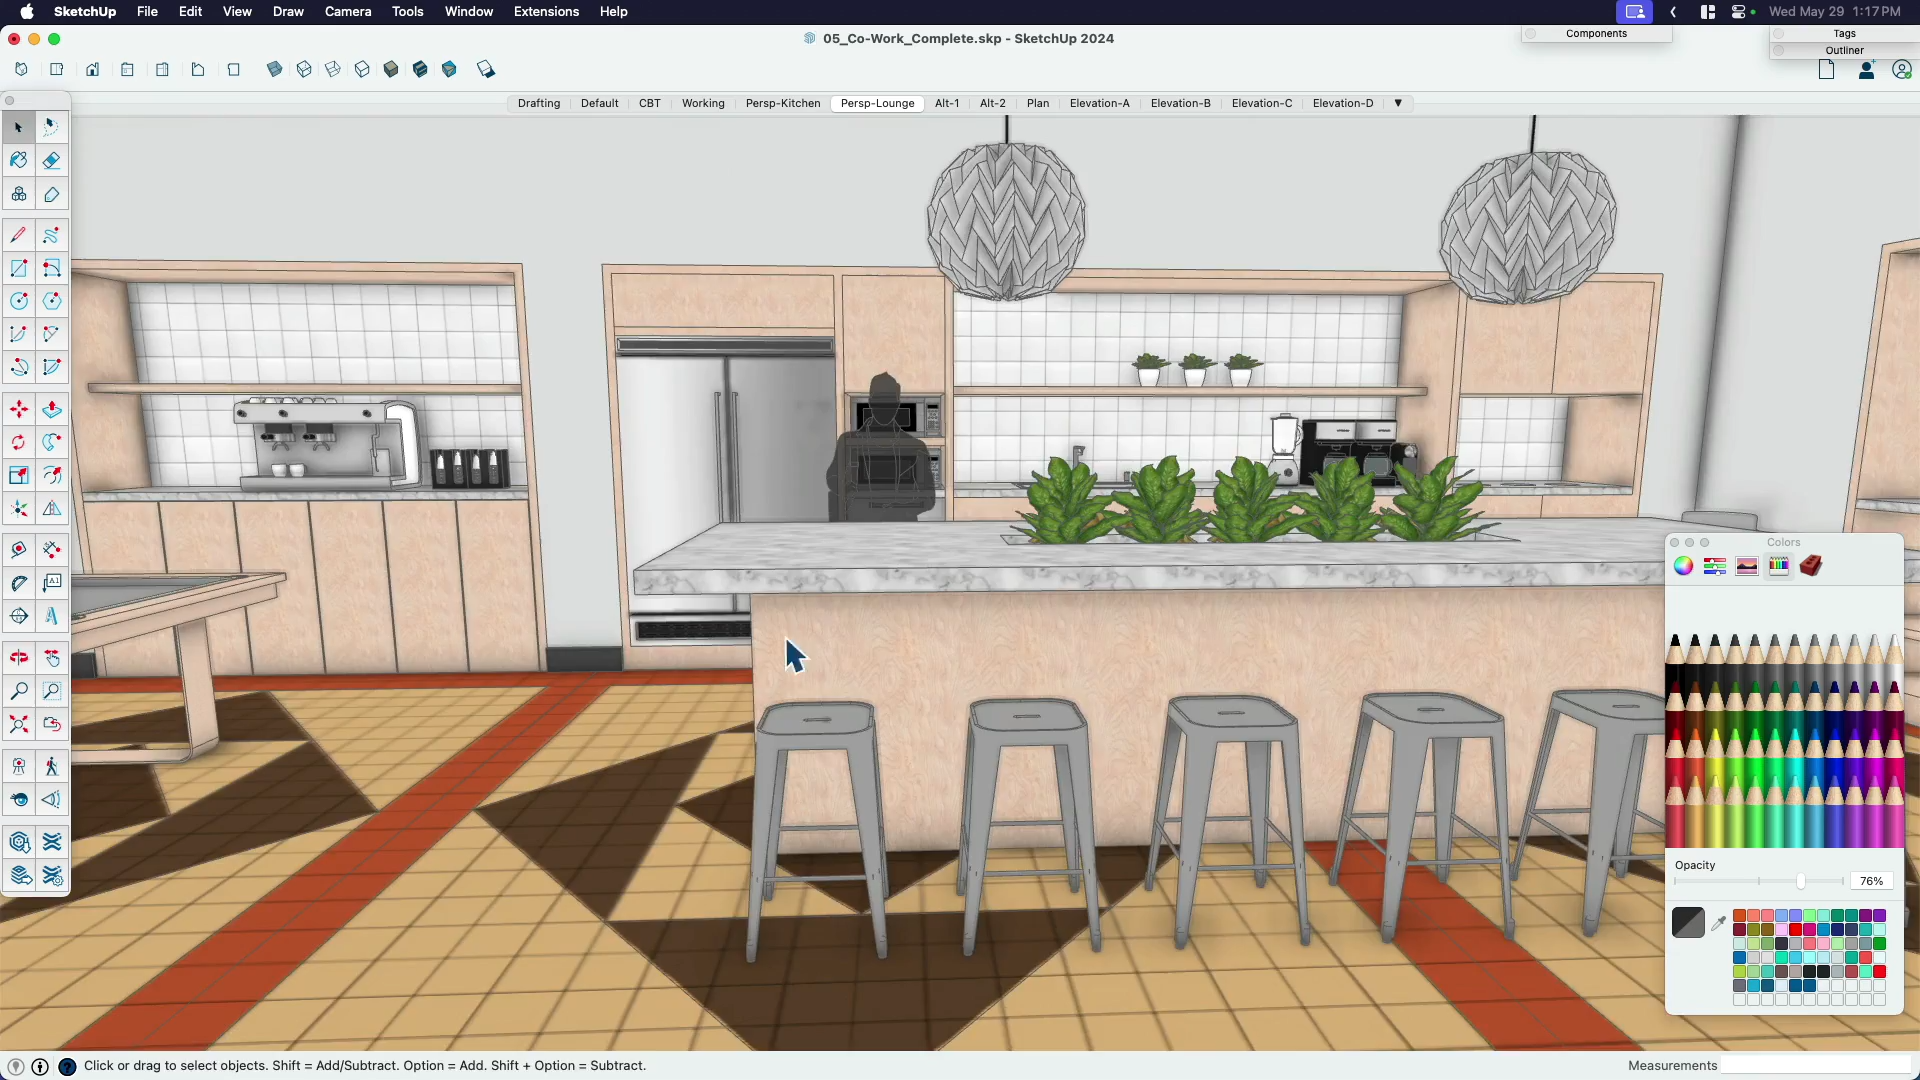 SketchUp File Edit View Draw Camera Tools Window Extensions Help Wed May 29 1:17 PM
05_Co-Work_Complete.skp - SketchUp 2024
Components
Tags
Outliner
Drafting Default CBT Working Persp-Kitchen Persp-Lounge Alt-1 Alt-2 Plan Elevation-A Elevation-B Elevation-C Elevation-D
Colors
Opacity
76%
Click or drag to select objects. Shift = Add/Subtract. Option = Add. Shift + Option = Subtract.
Measurements